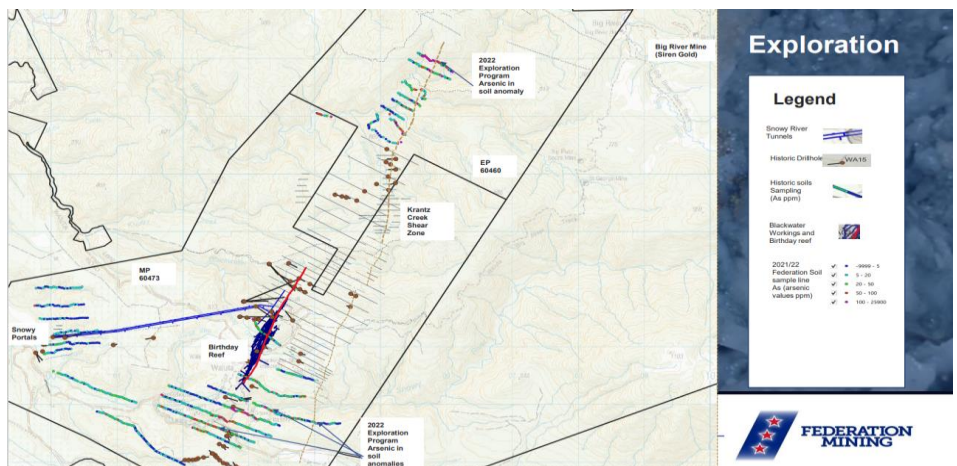 2022
Exploration
Program
Arsenic in
soil anomaly
Big River Mine
(Siren Gold)
EP
60460
Krantz
Creek
Shear
Zone
MP
60473
Snowy
Portals
Birthday
Reef
Waiuta
2022
Exploration
Program
Arsenic in
soil
anomalies
Exploration
Legend
Snowy River
Tunnels
Historic Drillhole
WA15
Historic soils
Sampling
(As ppm)
Blackwater
Workings and
Birthday reef
2021/22
Federation Soil
sample line
As (arsenic
values ppm)
-9999 - 5
5 - 20
20 - 50
50 - 100
100 - 23800
FEDERATION
MINING